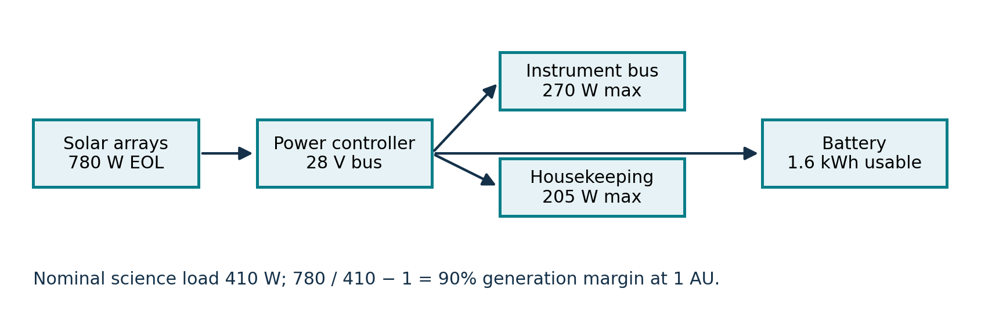 Solar arrays
780 W EOL
Power controller
28 V bus
Instrument bus
270 W max
Housekeeping
205 W max
Battery
1.6 kWh usable
Nominal science load 410 W; 780 / 410 − 1 = 90% generation margin at 1 AU.